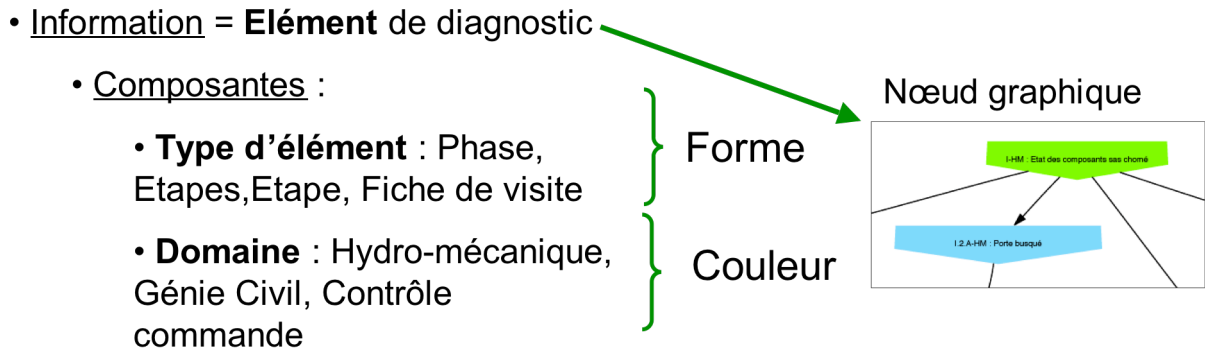 • Information = Elément de diagnostic
• Composantes :
• Type d’élément : Phase,
Etapes,Etape, Fiche de visite
• Domaine : Hydro-mécanique,
Génie Civil, Contrôle
commande
Forme
Couleur
Nœud graphique
I-HM : Etat des composants sas chomé
I.2.A-HM : Porte busqué